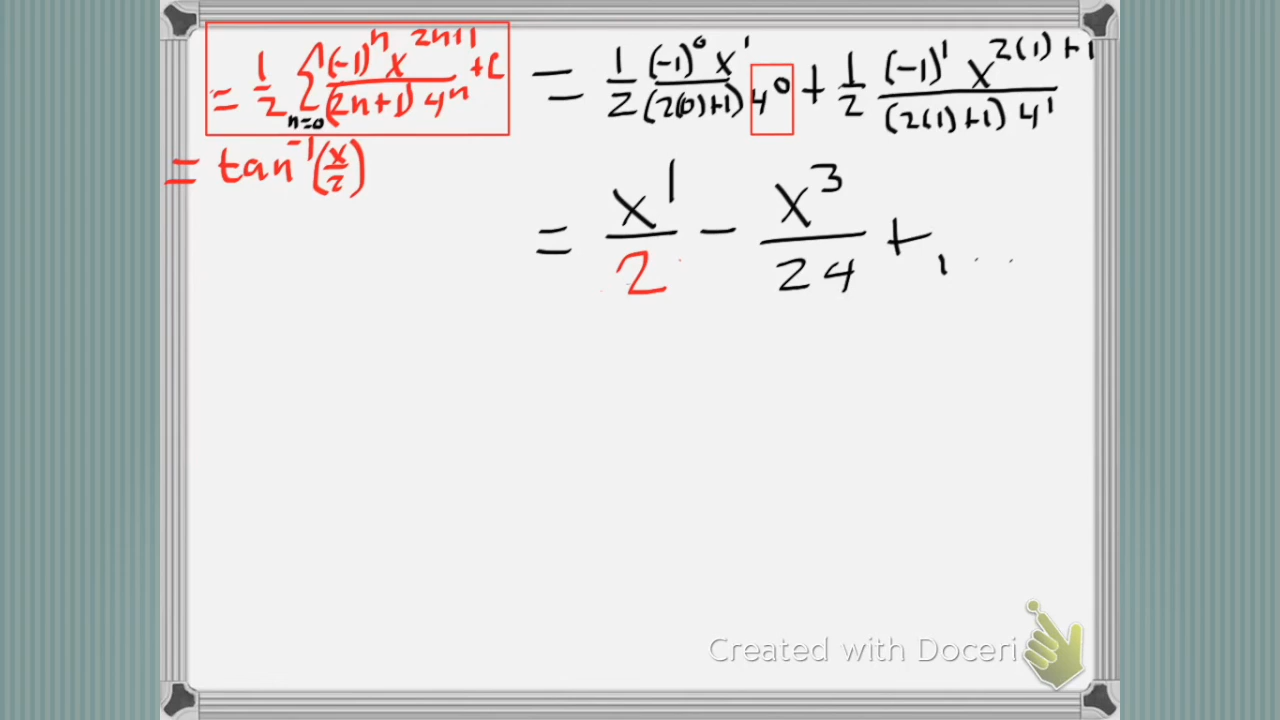 = 1/2 ∑_{n=0} (-1)^n x^{2n+1} / (2n+1) 4^n + C
= tan^{-1}(x/2)
= 1/2 (-1)^0 x^1 / (2(0)+1) 4^0 + 1/2 (-1)^1 x^{2(1)+1} / (2(1)+1) 4^1
= x^1/2 - x^3/24 + ...
Created with Doceri